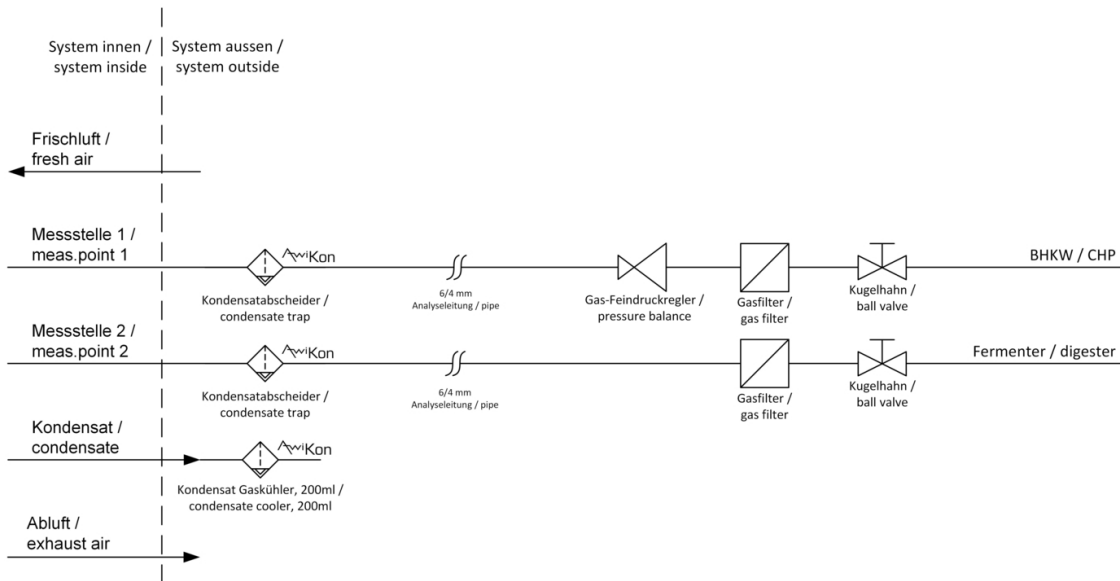 System innen /
system inside
System aussen /
system outside
Frischluft /
fresh air
Messstelle 1 /
meas.point 1
AwiKon
Kondensatabscheider /
condensate trap
6/4 mm
Analyseleitung / pipe
Gas-Feindruckregler /
pressure balance
Gasfilter /
gas filter
Kugelhahn /
ball valve
BHKW / CHP
Messstelle 2 /
meas.point 2
AwiKon
Kondensatabscheider /
condensate trap
6/4 mm
Analyseleitung / pipe
Gasfilter /
gas filter
Kugelhahn /
ball valve
Fermenter / digester
Kondensat /
condensate
AwiKon
Kondensat Gaskühler, 200ml /
condensate cooler, 200ml
Abluft /
exhaust air